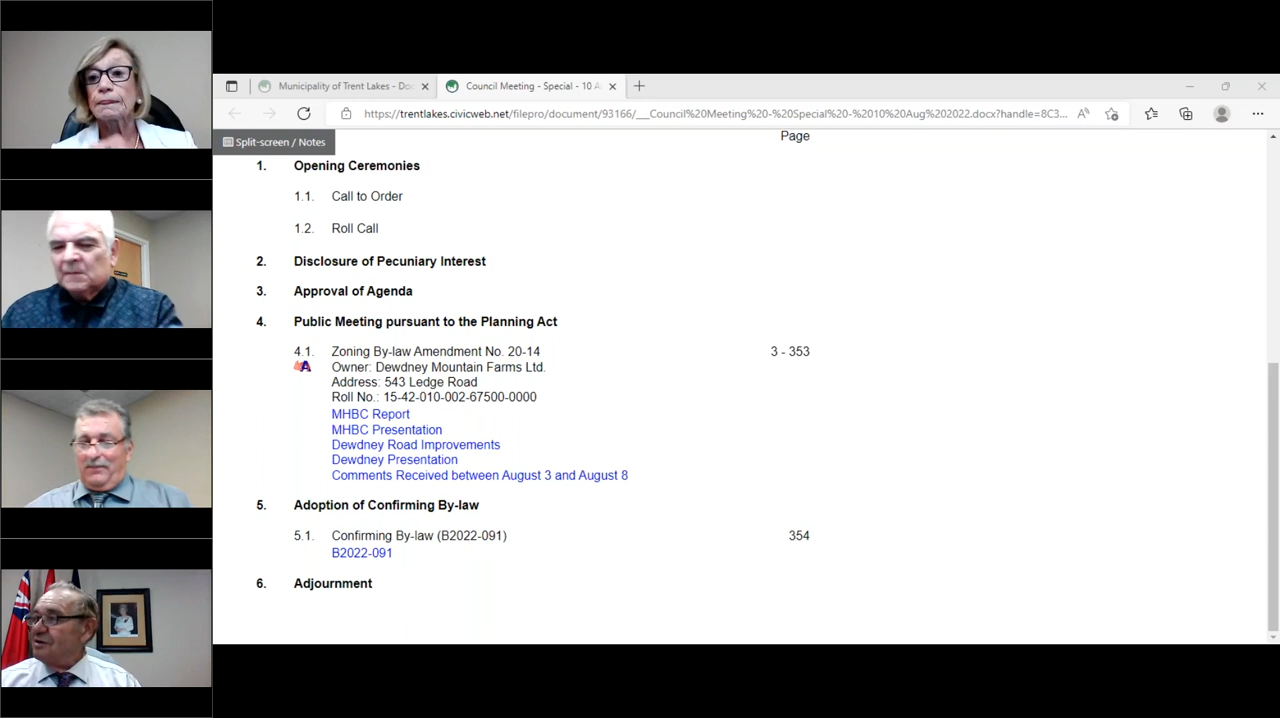 Municipality of Trent Lakes - Doc
Council Meeting - Special - 10 A
https://trentlakes.civicweb.net/filepro/document/93166/___Council%20Meeting%20-%20Special%20-%2010%20Aug%202022.docx?handle=8C3...
Split-screen / Notes
Page
1. Opening Ceremonies
1.1. Call to Order
1.2. Roll Call
2. Disclosure of Pecuniary Interest
3. Approval of Agenda
4. Public Meeting pursuant to the Planning Act
4.1. Zoning By-law Amendment No. 20-14 3 - 353
Owner: Dewdney Mountain Farms Ltd.
Address: 543 Ledge Road
Roll No.: 15-42-010-002-67500-0000
MHBC Report
MHBC Presentation
Dewdney Road Improvements
Dewdney Presentation
Comments Received between August 3 and August 8
5. Adoption of Confirming By-law
5.1. Confirming By-law (B2022-091) 354
B2022-091
6. Adjournment